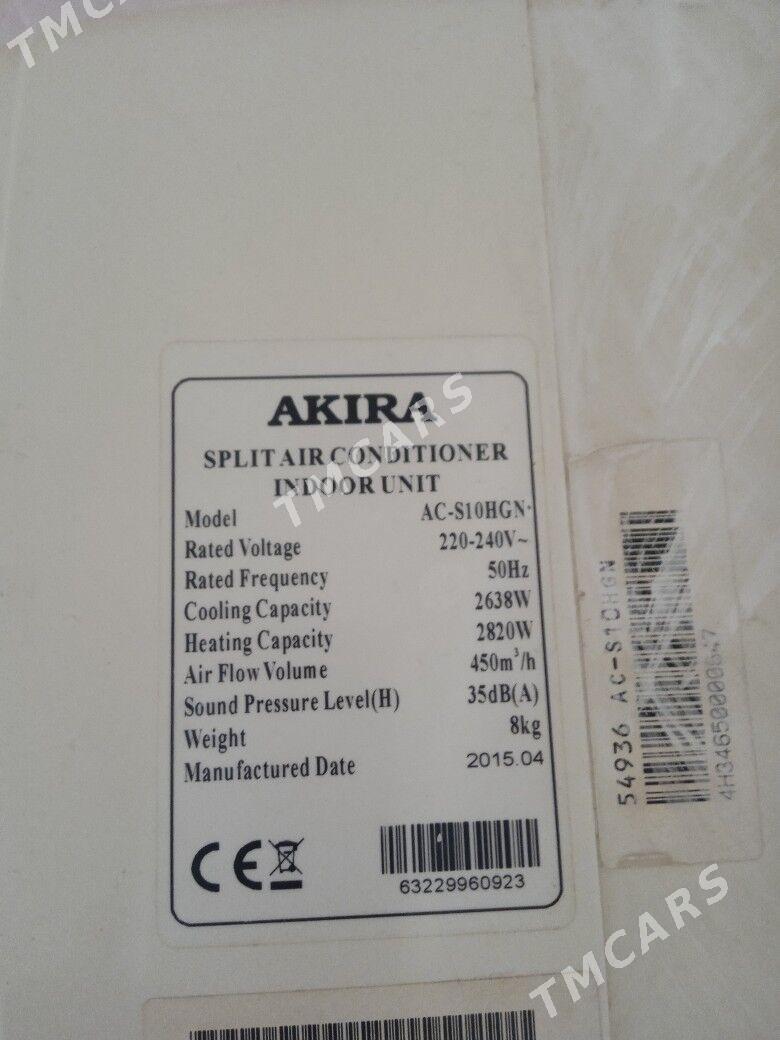 TMCARS
AKIRA
SPLIT AIR CONDITIONER
INDOOR UNIT
Model AC-S10HGN
Rated Voltage 220-240V~
Rated Frequency 50Hz
Cooling Capacity 2638W
Heating Capacity 2820W
Air Flow Volume 450m³/h
Sound Pressure Level(H) 35dB(A)
Weight 8kg
Manufactured Date 2015.04
CE
63229960923
54936 AC-S10HGN
TMCARS
TMCARS